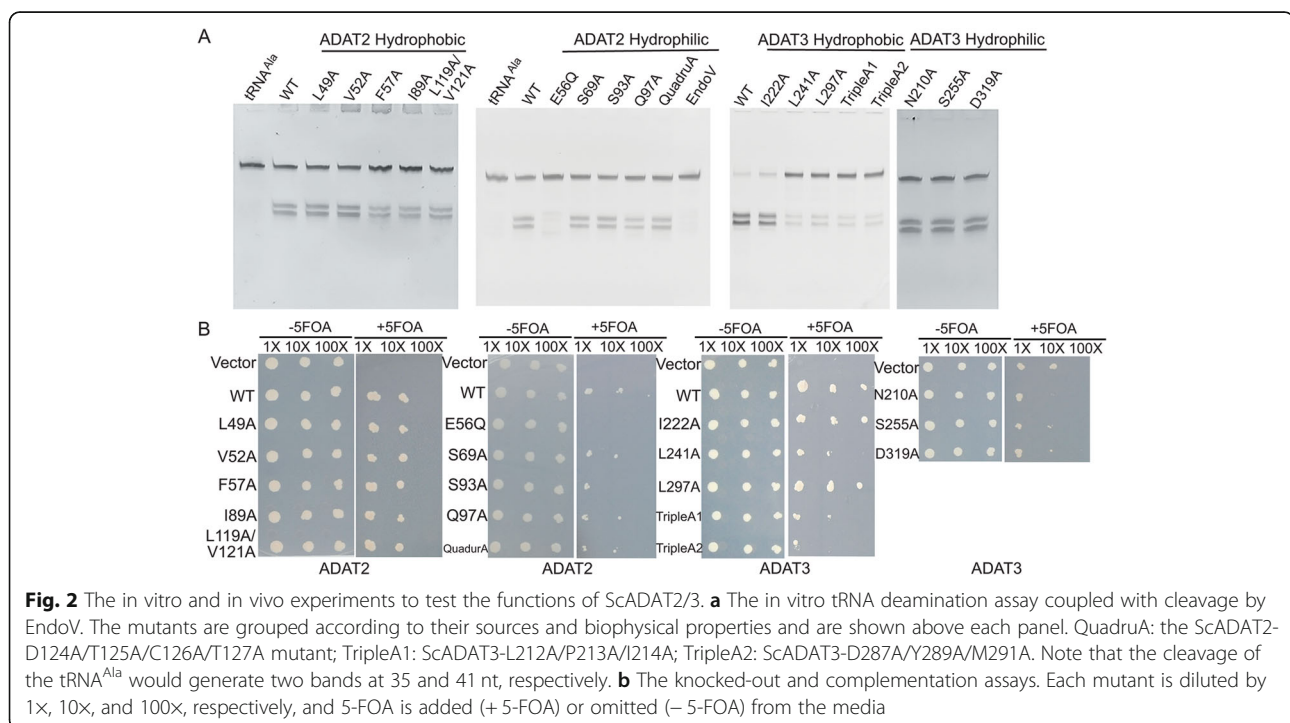 A
ADAT2 Hydrophobic
tRNA^Ala WT L49A V52A F57A I89A L119A/V121A
ADAT2 Hydrophilic
tRNA^Ala WT E56Q S69A S93A Q97A QuadruA EndoV
ADAT3 Hydrophobic
WT I222A L241A L297A TripleA1 TripleA2
ADAT3 Hydrophilic
N210A S255A D319A
B
-5FOA +5FOA
1X 10X 100X 1X 10X 100X
Vector
WT
L49A
V52A
F57A
I89A
L119A/
V121A
ADAT2
-5FOA +5FOA
1X 10X 100X 1X 10X 100X
Vector
WT
E56Q
S69A
S93A
Q97A
QuadurA
ADAT2
-5FOA +5FOA
1X 10X 100X 1X 10X 100X
Vector
WT
I222A
L241A
L297A
TripleA1
TripleA2
ADAT3
-5FOA +5FOA
1X 10X 100X 1X 10X 100X
Vector
N210A
S255A
D319A
ADAT3
Fig. 2 The in vitro and in vivo experiments to test the functions of ScADAT2/3. a The in vitro tRNA deamination assay coupled with cleavage by
EndoV. The mutants are grouped according to their sources and biophysical properties and are shown above each panel. QuadruA: the ScADAT2-
D124A/T125A/C126A/T127A mutant; TripleA1: ScADAT3-L212A/P213A/I214A; TripleA2: ScADAT3-D287A/Y289A/M291A. Note that the cleavage of
the tRNA^Ala would generate two bands at 35 and 41 nt, respectively. b The knocked-out and complementation assays. Each mutant is diluted by
1×, 10×, and 100×, respectively, and 5-FOA is added (+ 5-FOA) or omitted (− 5-FOA) from the media